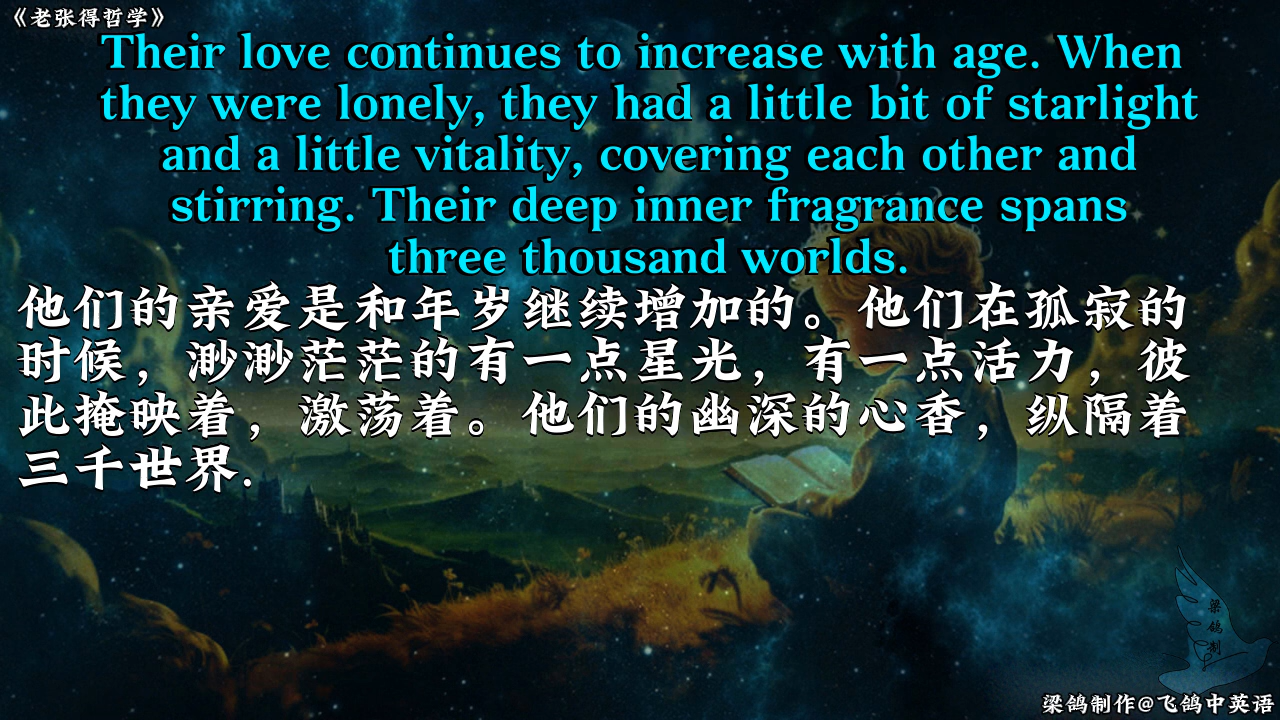 《老张得哲学》
Their love continues to increase with age. When
they were lonely, they had a little bit of starlight
and a little vitality, covering each other and
stirring. Their deep inner fragrance spans
three thousand worlds.
他们的亲爱是和年岁继续增加的。他们在孤寂的
时候，渺渺茫茫的有一点星光，有一点活力，彼
此掩映着，激荡着。他们的幽深的心香，纵隔着
三千世界.
梁
鸽
制
梁鸽制作@飞鸽中英语